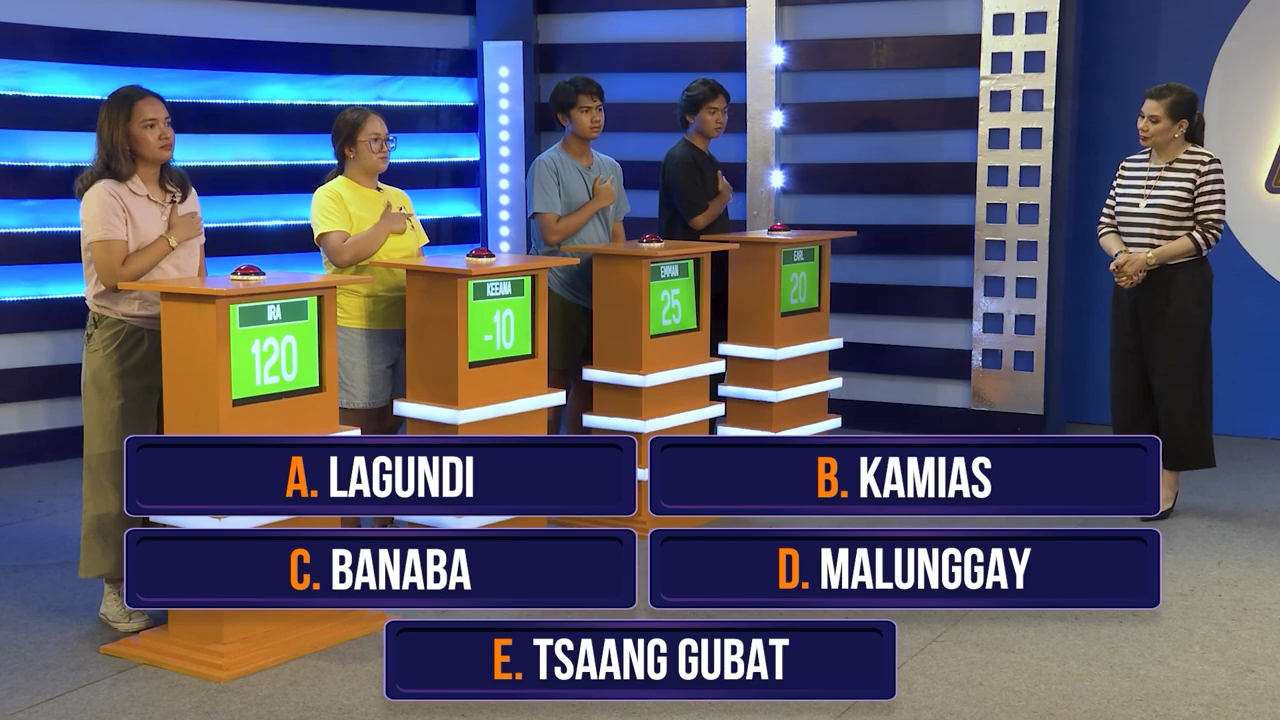 IRA
120
KEEANA
-10
EMMAN
25
EARL
20
A. LAGUNDI
B. KAMIAS
C. BANABA
D. MALUNGGAY
E. TSAANG GUBAT